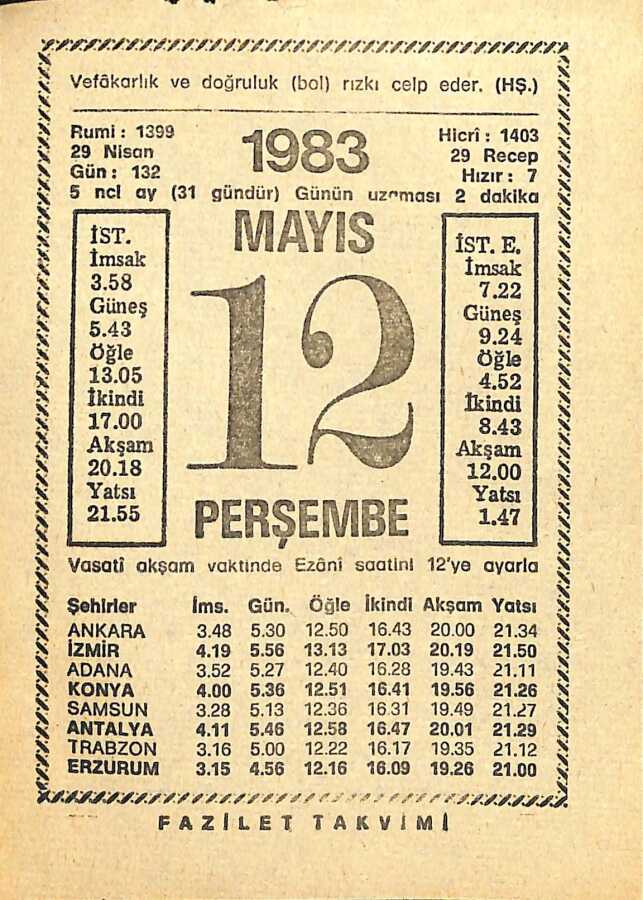 Vefâkarlık ve doğruluk (bol) rızkı celp eder. (HŞ.)
Rumi : 1399
29 Nisan
Gün : 132
1983
Hicrî : 1403
29 Recep
Hızır : 7
5 nci ay (31 gündür) Günün uzaması 2 dakika
MAYIS
12
PERŞEMBE
İST.
İmsak
3.58
Güneş
5.43
Öğle
13.05
İkindi
17.00
Akşam
20.18
Yatsı
21.55
İST. E.
İmsak
7.22
Güneş
9.24
Öğle
4.52
İkindi
8.43
Akşam
12.00
Yatsı
1.47
Vasatî akşam vaktinde Ezânî saatini 12'ye ayarla
Şehirler İms. Gün. Öğle İkindi Akşam Yatsı
ANKARA 3.48 5.30 12.50 16.43 20.00 21.34
İZMİR 4.19 5.56 13.13 17.03 20.19 21.50
ADANA 3.52 5.27 12.40 16.28 19.43 21.11
KONYA 4.00 5.36 12.51 16.41 19.56 21.26
SAMSUN 3.28 5.13 12.36 16.31 19.49 21.27
ANTALYA 4.11 5.46 12.58 16.47 20.01 21.29
TRABZON 3.16 5.00 12.22 16.17 19.35 21.12
ERZURUM 3.15 4.56 12.16 16.09 19.26 21.00
FAZİLET TAKVİMİ